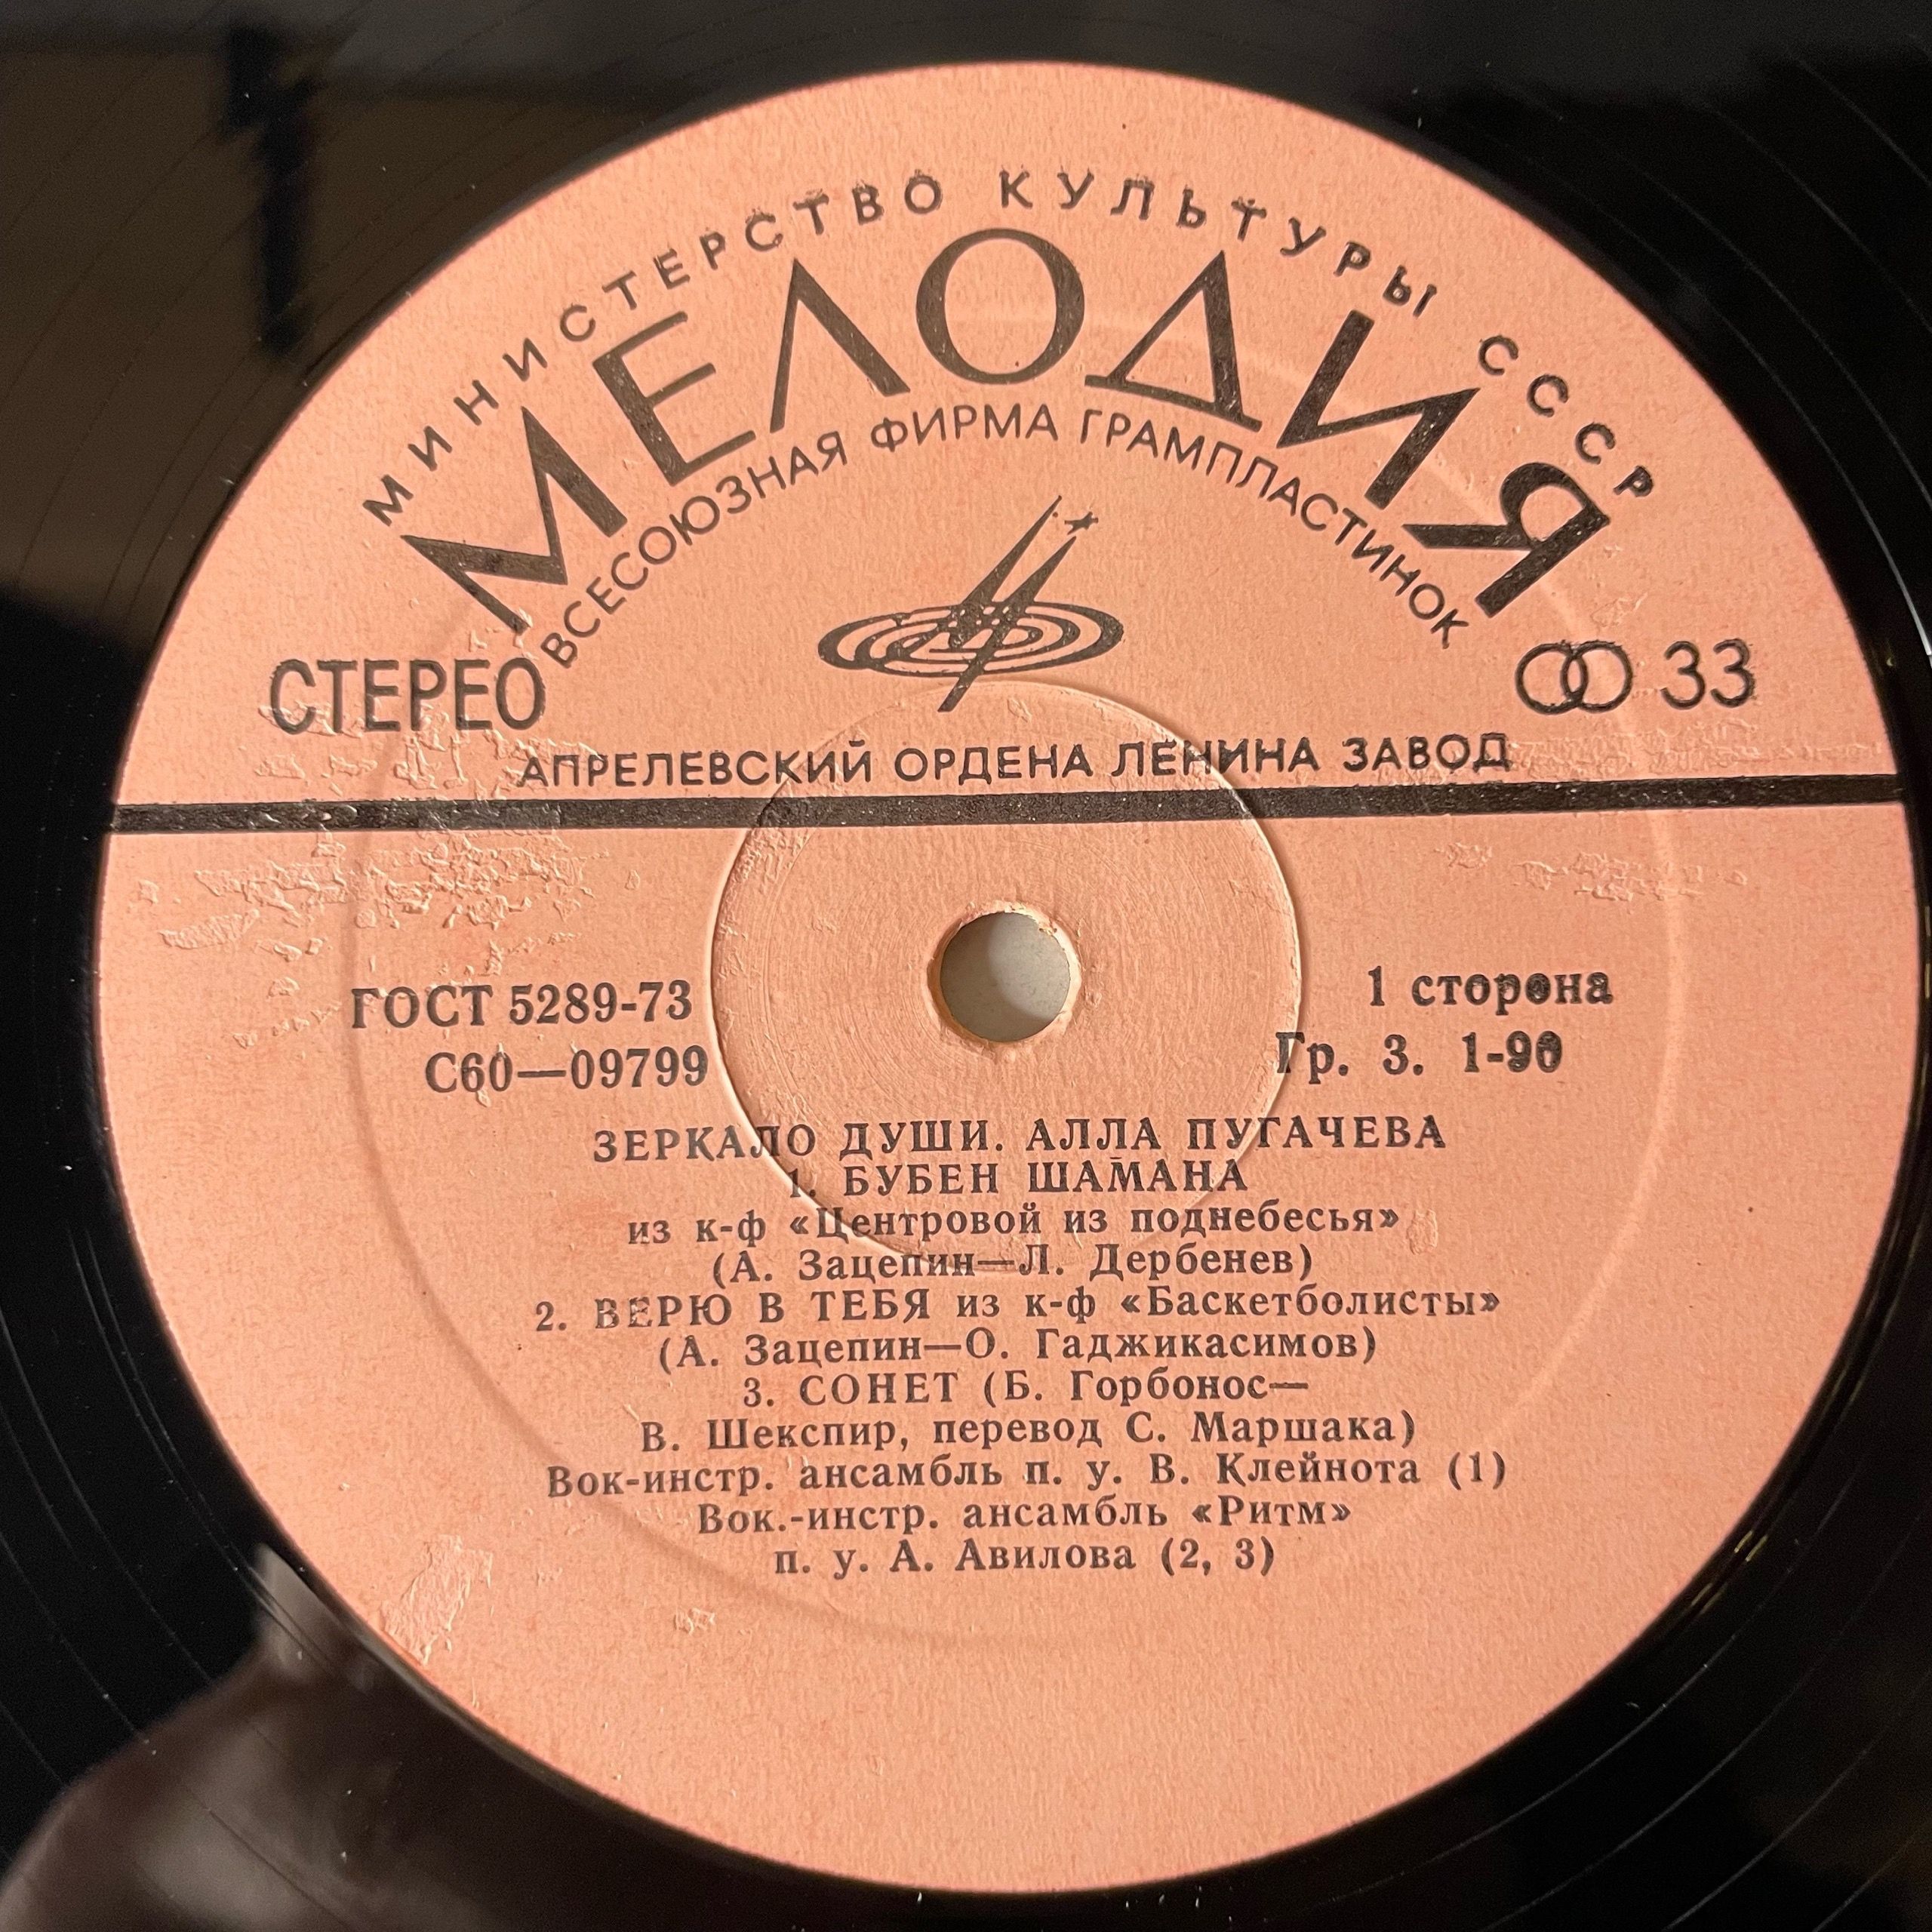 МИНИСТЕРСТВО КУЛЬТУРЫ СССР
МЕЛОДИЯ
ВСЕСОЮЗНАЯ ФИРМА ГРАМПЛАСТИНОК
СТЕРЕО
33
АПРЕЛЕВСКИЙ ОРДЕНА ЛЕНИНА ЗАВОД
ГОСТ 5289-73
С60—09799
1 сторона
Гр. 3. 1-90
ЗЕРКАЛО ДУШИ. АЛЛА ПУГАЧЕВА
1. БУБЕН ШАМАНА
из к-ф «Центровой из поднебесья»
(А. Зацепин—Л. Дербенев)
2. ВЕРЮ В ТЕБЯ из к-ф «Баскетболисты»
(А. Зацепин—О. Гаджикасимов)
3. СОНЕТ (Б. Горбонос—
В. Шекспир, перевод С. Маршака)
Вок-инстр. ансамбль п. у. В. Клейнота (1)
Вок.-инстр. ансамбль «Ритм»
п. у. А. Авилова (2, 3)